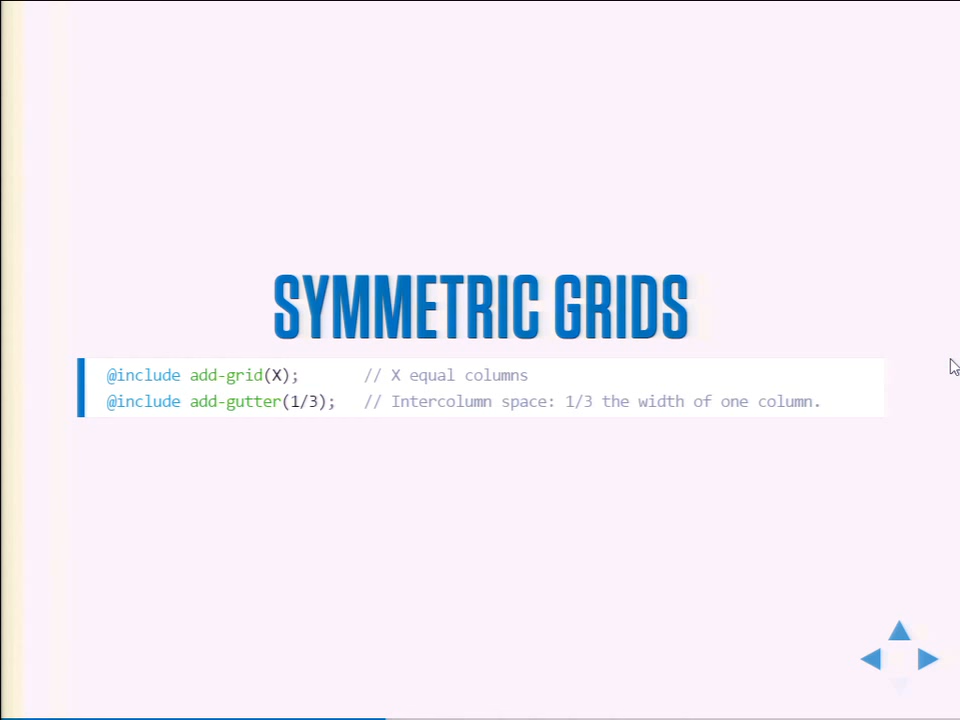 SYMMETRIC GRIDS
@include add-grid(X);       // X equal columns
@include add-gutter(1/3);   // Intercolumn space: 1/3 the width of one column.